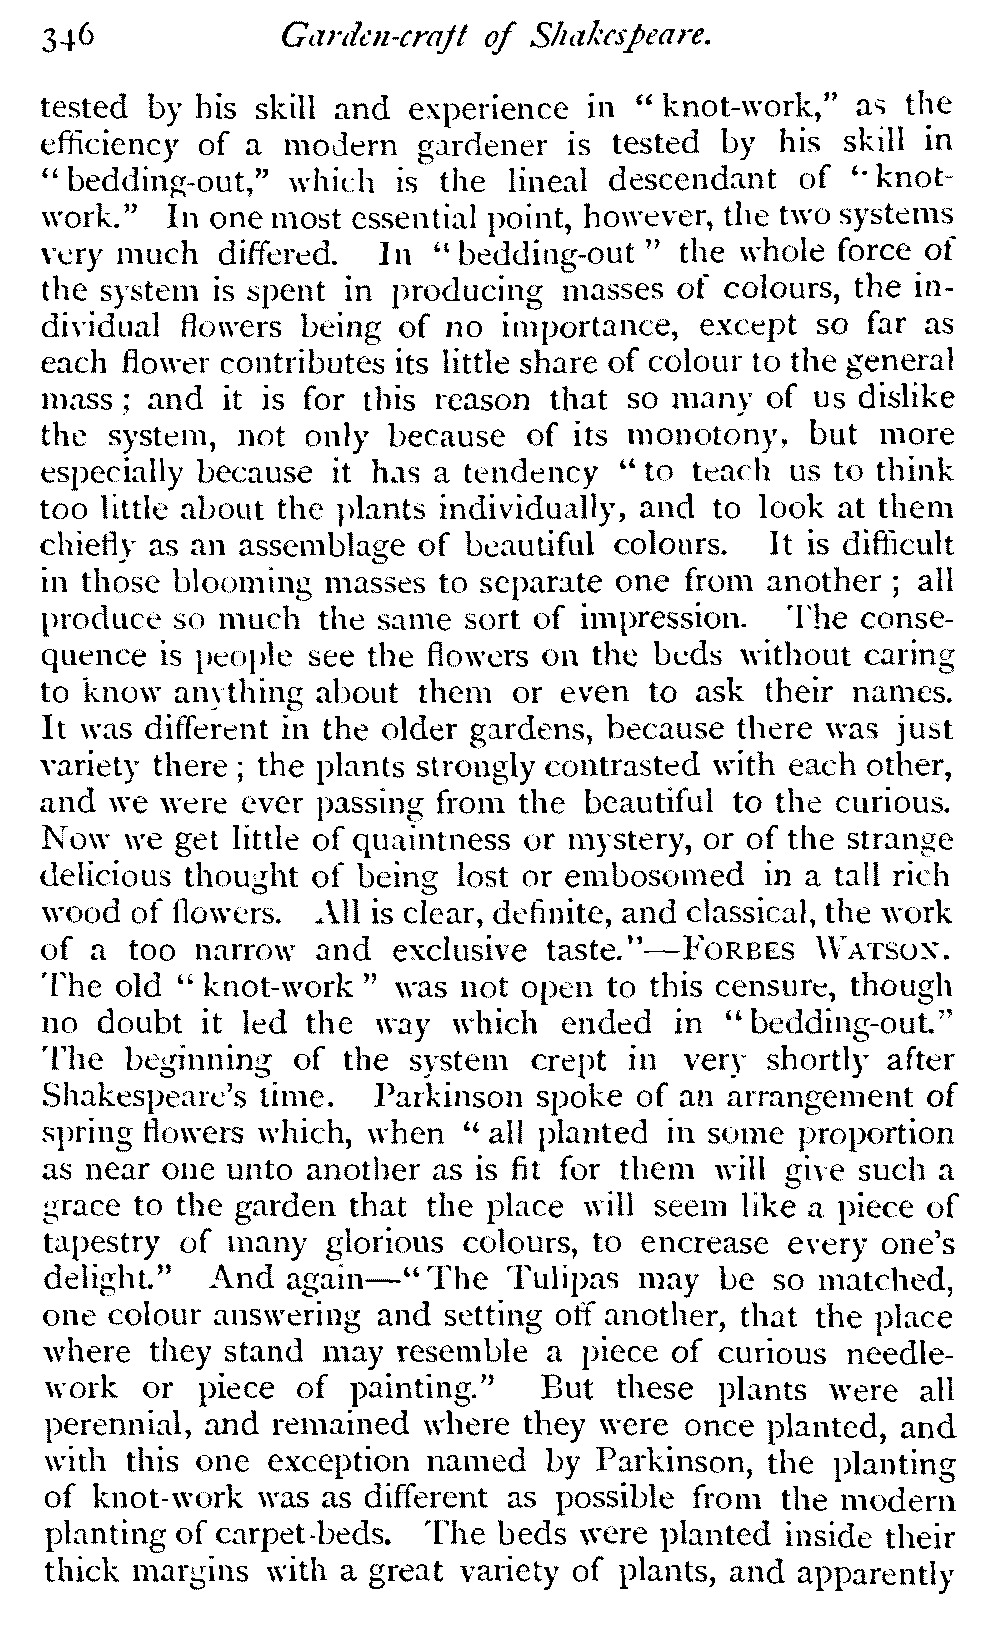 346 Garden-craft of Shakespeare.
tested by his skill and experience in “knot-work,” as the
efficiency of a modern gardener is tested by his skill in
“bedding-out,” which is the lineal descendant of “knot-
work.” In one most essential point, however, the two systems
very much differed. In “bedding-out” the whole force of
the system is spent in producing masses of colours, the in-
dividual flowers being of no importance, except so far as
each flower contributes its little share of colour to the general
mass; and it is for this reason that so many of us dislike
the system, not only because of its monotony, but more
especially because it has a tendency “to teach us to think
too little about the plants individually, and to look at them
chiefly as an assemblage of beautiful colours. It is difficult
in those blooming masses to separate one from another; all
produce so much the same sort of impression. The conse-
quence is people see the flowers on the beds without caring
to know anything about them or even to ask their names.
It was different in the older gardens, because there was just
variety there; the plants strongly contrasted with each other,
and we were ever passing from the beautiful to the curious.
Now we get little of quaintness or mystery, or of the strange
delicious thought of being lost or embosomed in a tall rich
wood of flowers. All is clear, definite, and classical, the work
of a too narrow and exclusive taste.”—FORBES WATSON.
The old “knot-work” was not open to this censure, though
no doubt it led the way which ended in “bedding-out.”
The beginning of the system crept in very shortly after
Shakespeare's time. Parkinson spoke of an arrangement of
spring flowers which, when “all planted in some proportion
as near one unto another as is fit for them will give such a
grace to the garden that the place will seem like a piece of
tapestry of many glorious colours, to encrease every one's
delight.” And again—“The Tulipas may be so matched,
one colour answering and setting off another, that the place
where they stand may resemble a piece of curious needle-
work or piece of painting.” But these plants were all
perennial, and remained where they were once planted, and
with this one exception named by Parkinson, the planting
of knot-work was as different as possible from the modern
planting of carpet-beds. The beds were planted inside their
thick margins with a great variety of plants, and apparently